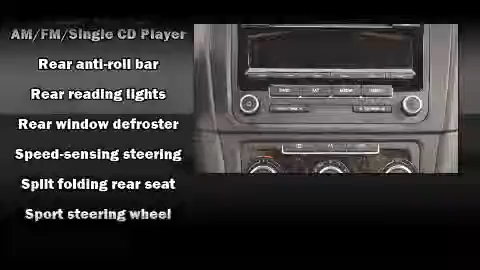 AM/FM/Single CD Player
Rear anti-roll bar
Rear reading lights
Rear window defroster
Speed-sensing steering
Split folding rear seat
Sport steering wheel